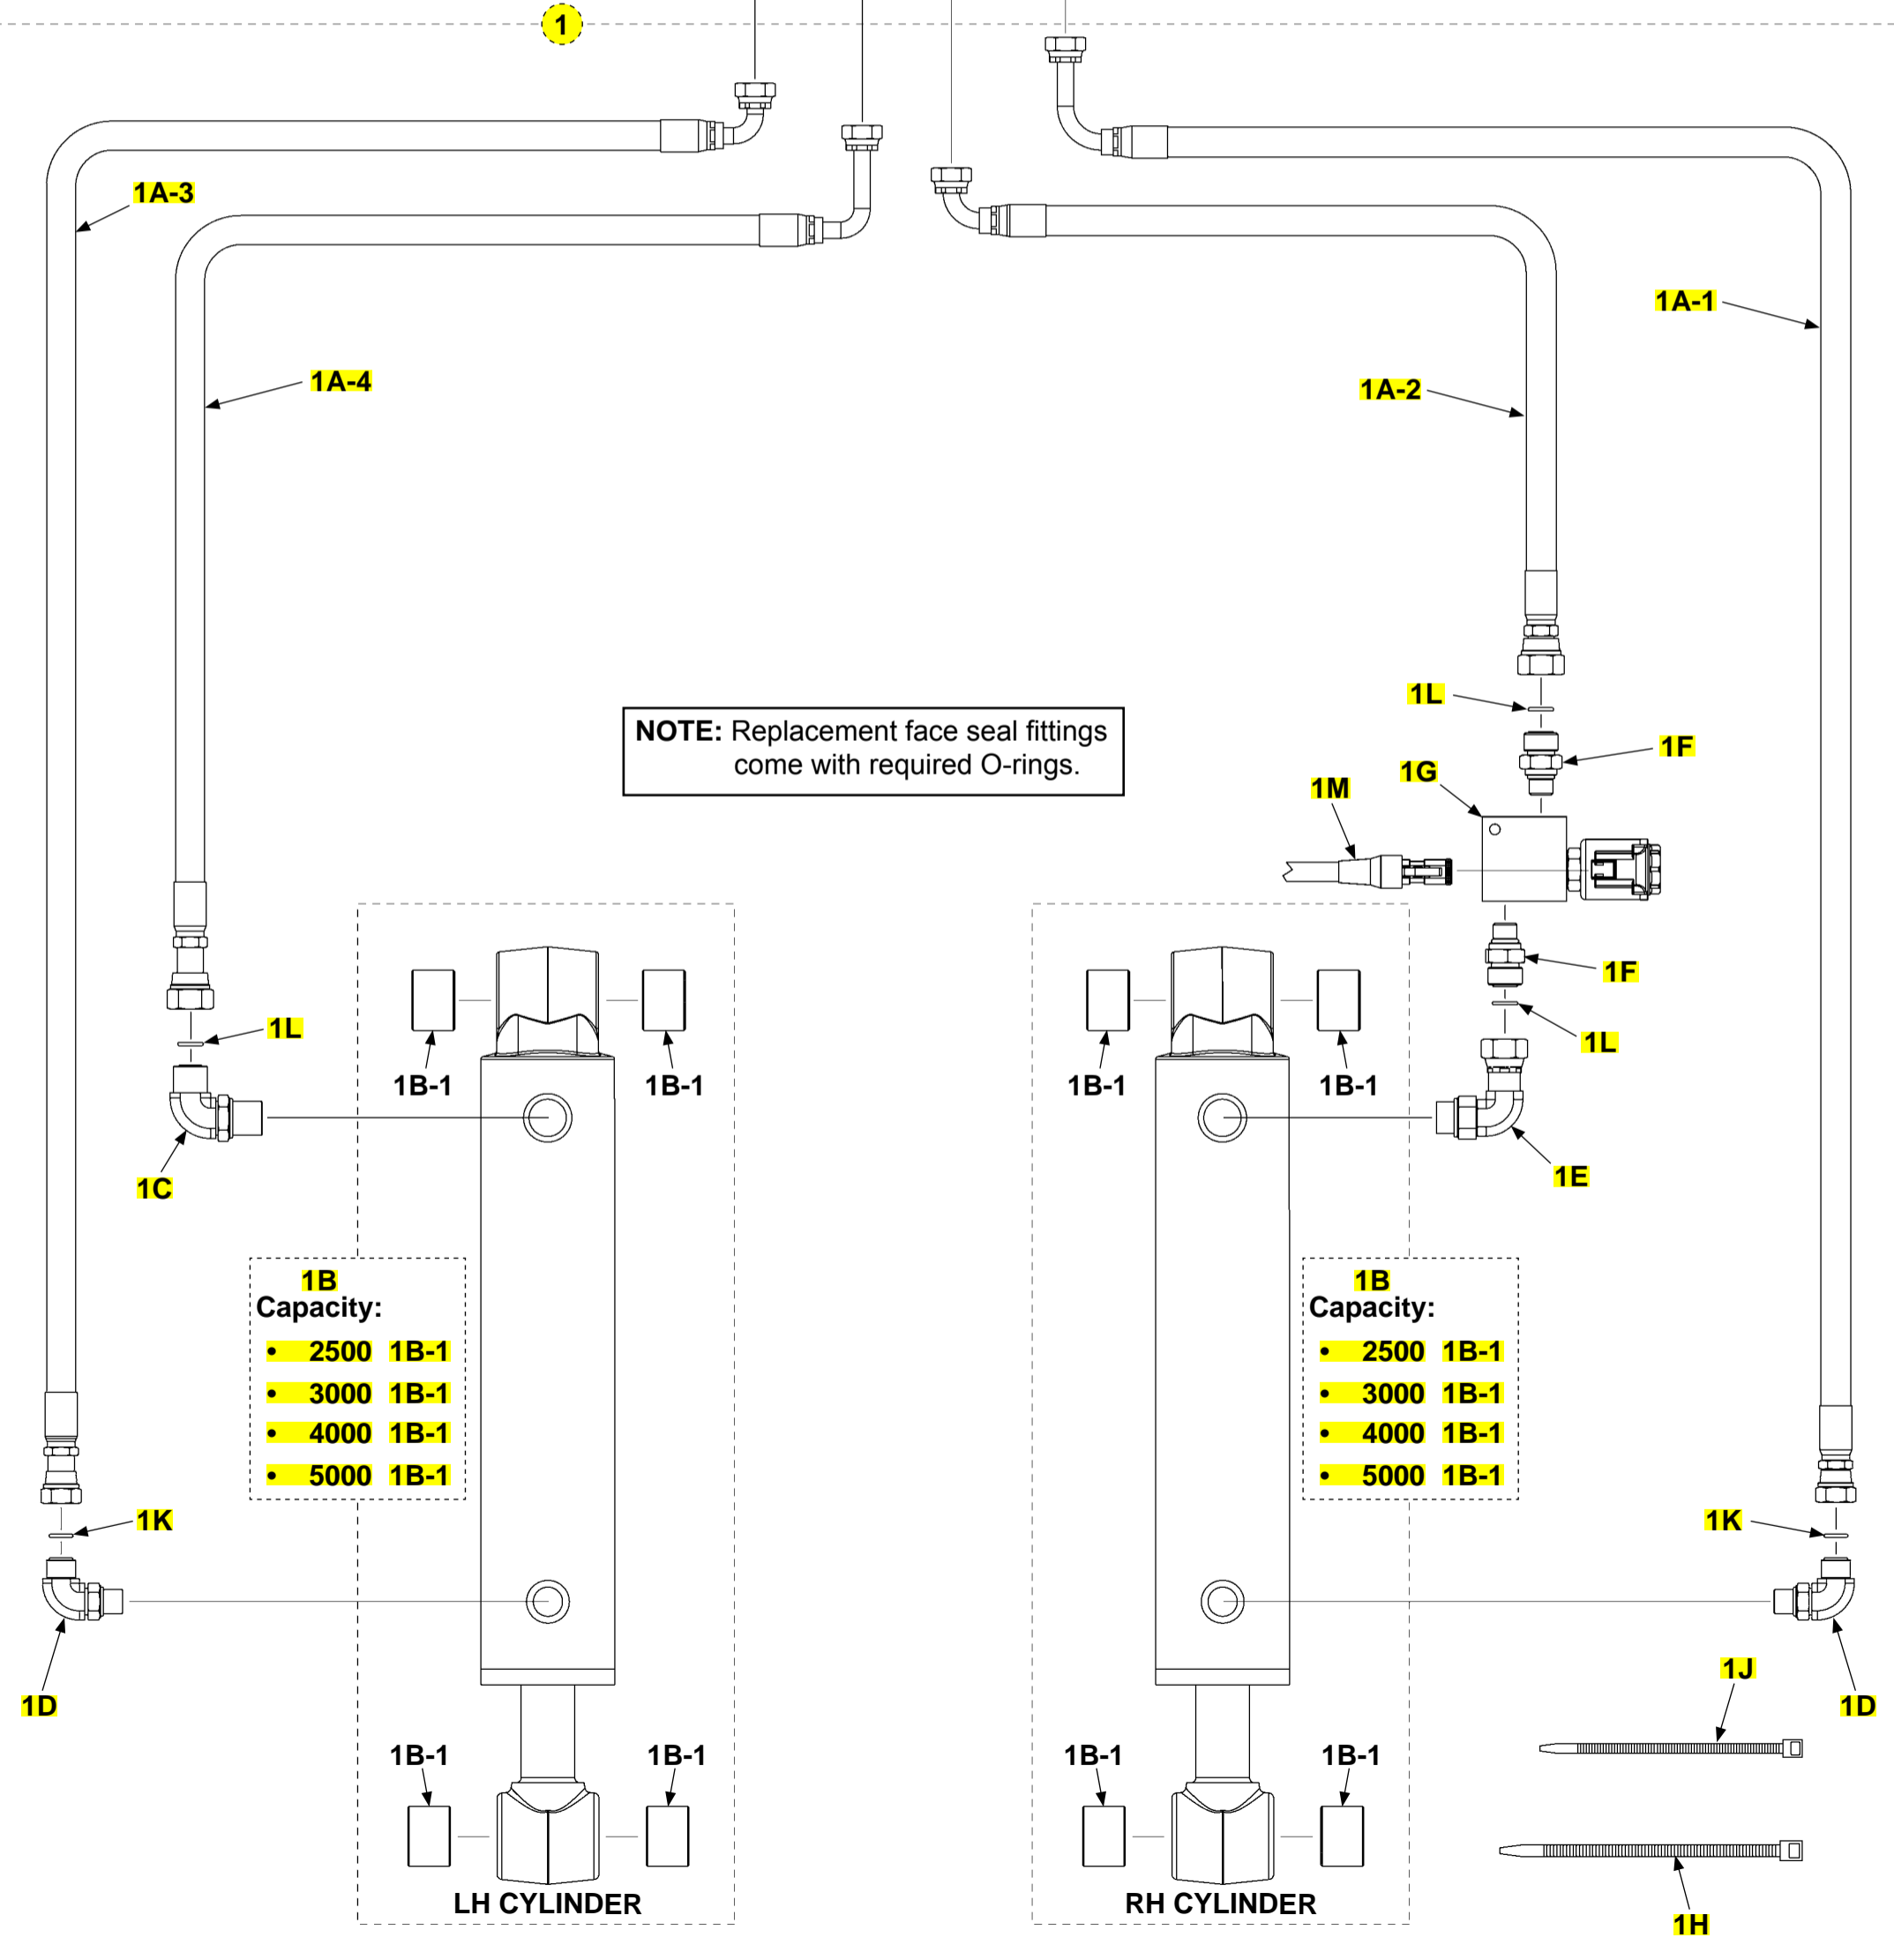 1
1A-3
1A-1
1A-4
1A-2
1L
NOTE: Replacement face seal fittings
come with required O-rings.
1F
1G
1M
1F
1L
1L
1B-1
1B-1
1B-1
1B-1
1C
1E
1B
Capacity:
• 2500 1B-1
• 3000 1B-1
• 4000 1B-1
• 5000 1B-1
1B
Capacity:
• 2500 1B-1
• 3000 1B-1
• 4000 1B-1
• 5000 1B-1
1K
1K
1J
1D
1D
1B-1
1B-1
1B-1
1B-1
LH CYLINDER
RH CYLINDER
1H